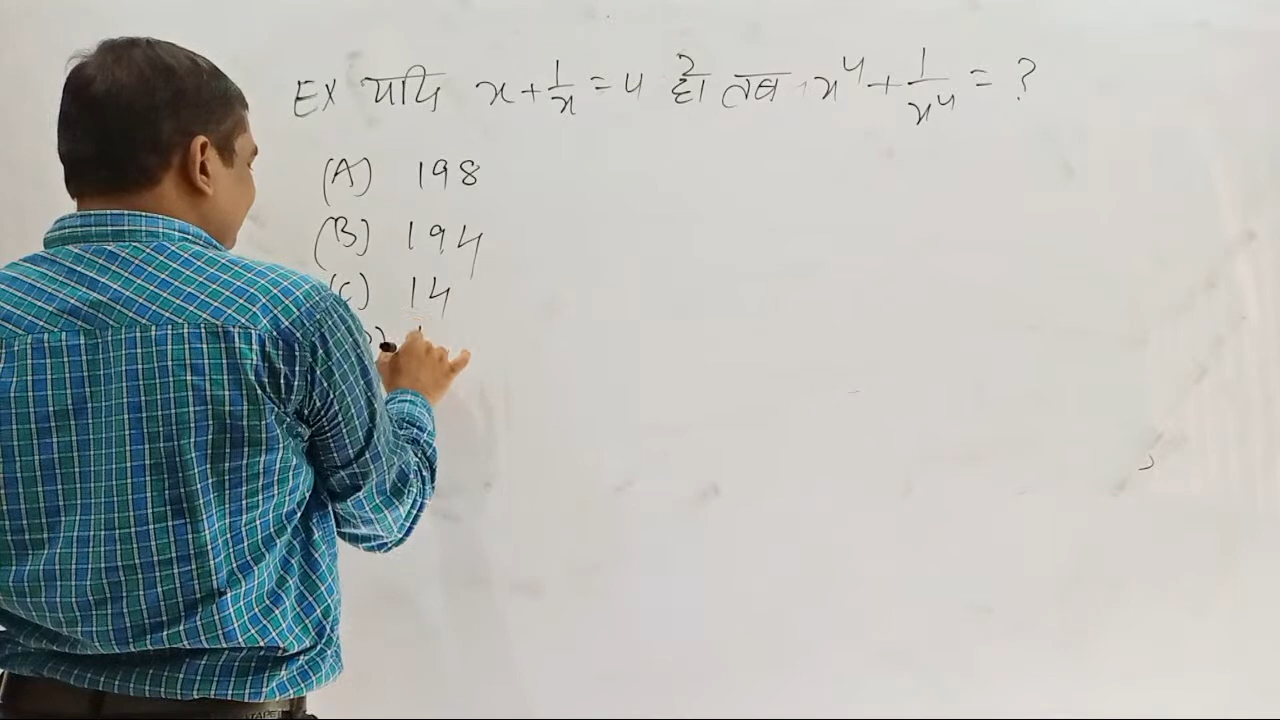 EX यदि x + 1/x = 4 हो तब x⁴ + 1/x⁴ = ?
(A) 198
(B) 194
(C) 14